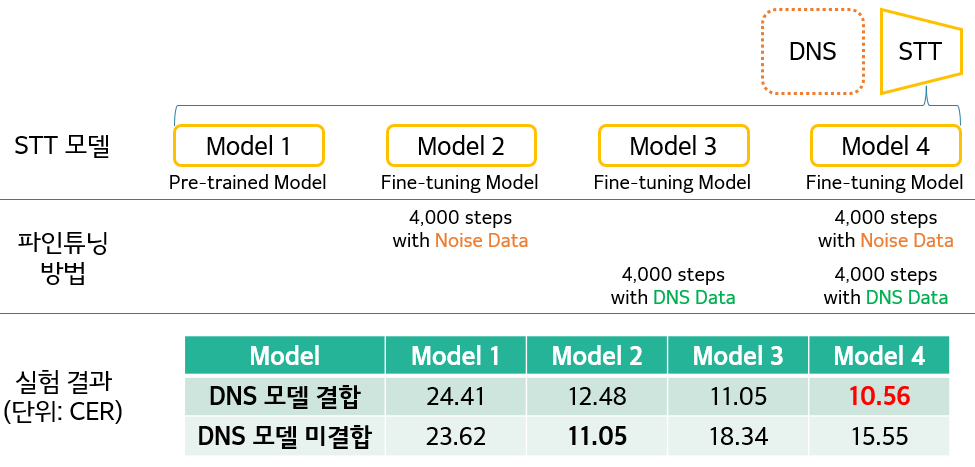 DNS STT
STT 모델 Model 1 Model 2 Model 3 Model 4
Pre-trained Model Fine-tuning Model Fine-tuning Model Fine-tuning Model
파인튜닝
방법
4,000 steps
with Noise Data
4,000 steps
with DNS Data
4,000 steps
with Noise Data
4,000 steps
with DNS Data
실험 결과
(단위: CER)
Model Model 1 Model 2 Model 3 Model 4
DNS 모델 결합 24.41 12.48 11.05 10.56
DNS 모델 미결합 23.62 11.05 18.34 15.55